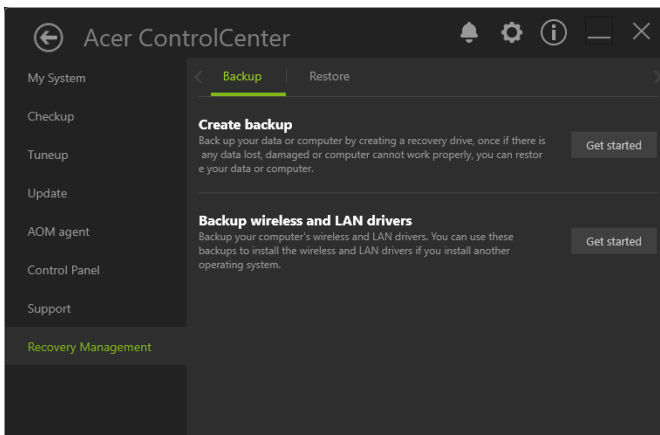 Acer ControlCenter
My System
Checkup
Tuneup
Update
AOM agent
Control Panel
Support
Recovery Management
Backup
Restore
Create backup
Back up your data or computer by creating a recovery drive, once if there is
any data lost, damaged or computer cannot work properly, you can restor
e your data or computer.
Get started
Backup wireless and LAN drivers
Backup your computer's wireless and LAN drivers. You can use these
backups to install the wireless and LAN drivers if you install another
operating system.
Get started